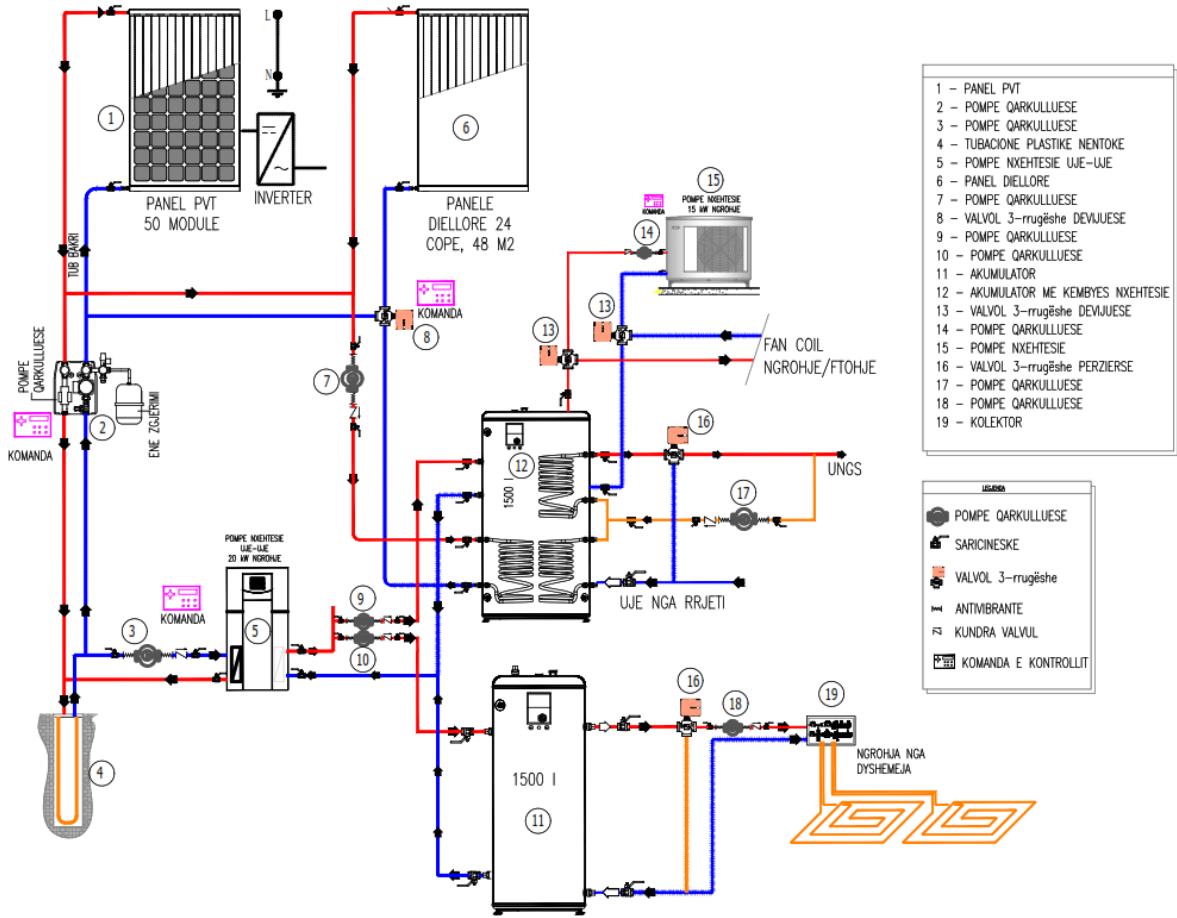 L
N
1
PANEL PVT
50 MODULE
INVERTER
6
PANELE
DIELLORE 24
COPE, 48 M2
TUB BAKRI
KOMANDA
8
15
POMPE NXEHTESIE
15 kW NGROHJE
KOMANDA
14
13
13
FAN COIL
NGROHJE/FTOHJE
7
POMPE
QARKULLUESE
2
ENE ZGJERIMI
KOMANDA
12
1500 l
16
UNGS
17
UJE NGA RRJETI
POMPE NXEHTESIE
UJE-UJE
20 kW NGROHJE
KOMANDA
3
5
9
10
4
1500 l
11
16
18
19
NGROHJA NGA
DYSHEMEJA
1 - PANEL PVT
2 - POMPE QARKULLUESE
3 - POMPE QARKULLUESE
4 - TUBACIONE PLASTIKE NENTOKE
5 - POMPE NXEHTESIE UJE-UJE
6 - PANEL DIELLORE
7 - POMPE QARKULLUESE
8 - VALVOL 3-rrugëshe DEVIJUESE
9 - POMPE QARKULLUESE
10 - POMPE QARKULLUESE
11 - AKUMULATOR
12 - AKUMULATOR ME KEMBYES NXEHTESIE
13 - VALVOL 3-rrugëshe DEVIJUESE
14 - POMPE QARKULLUESE
15 - POMPE NXEHTESIE
16 - VALVOL 3-rrugëshe PERZIERSE
17 - POMPE QARKULLUESE
18 - POMPE QARKULLUESE
19 - KOLEKTOR
LEGJENDA
POMPE QARKULLUESE
SARICINESKE
VALVOL 3-rrugëshe
ANTIVIBRANTE
KUNDRA VALVUL
KOMANDA E KONTROLLIT